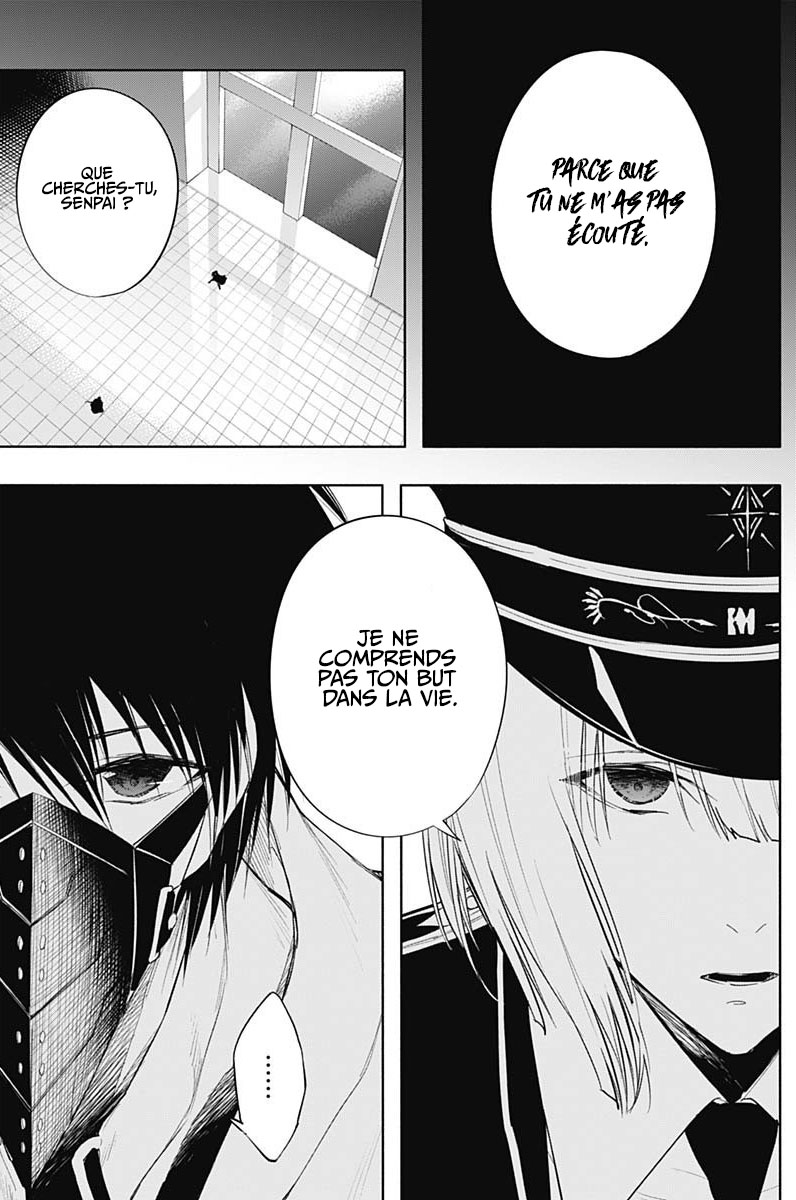 PARCE QUE
TU NE M'AS PAS
ÉCOUTÉ.
QUE
CHERCHES-TU,
SENPAI ?
JE NE
COMPRENDS
PAS TON BUT
DANS LA VIE.
......